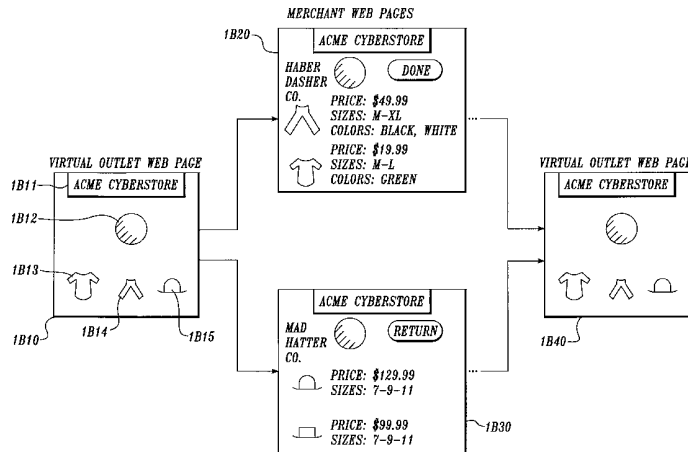 MERCHANT WEB PAGES
1B20
ACME CYBERSTORE
HABER
DASHER
CO.
DONE
PRICE: $49.99
SIZES: M-XL
COLORS: BLACK, WHITE
PRICE: $19.99
SIZES: M-L
COLORS: GREEN
VIRTUAL OUTLET WEB PAGE
1B11
ACME CYBERSTORE
1B12
1B13
1B14
1B15
1B10
ACME CYBERSTORE
MAD
HATTER
CO.
RETURN
PRICE: $129.99
SIZES: 7-9-11
PRICE: $99.99
SIZES: 7-9-11
1B30
VIRTUAL OUTLET WEB PAGE
ACME CYBERSTORE
1B40